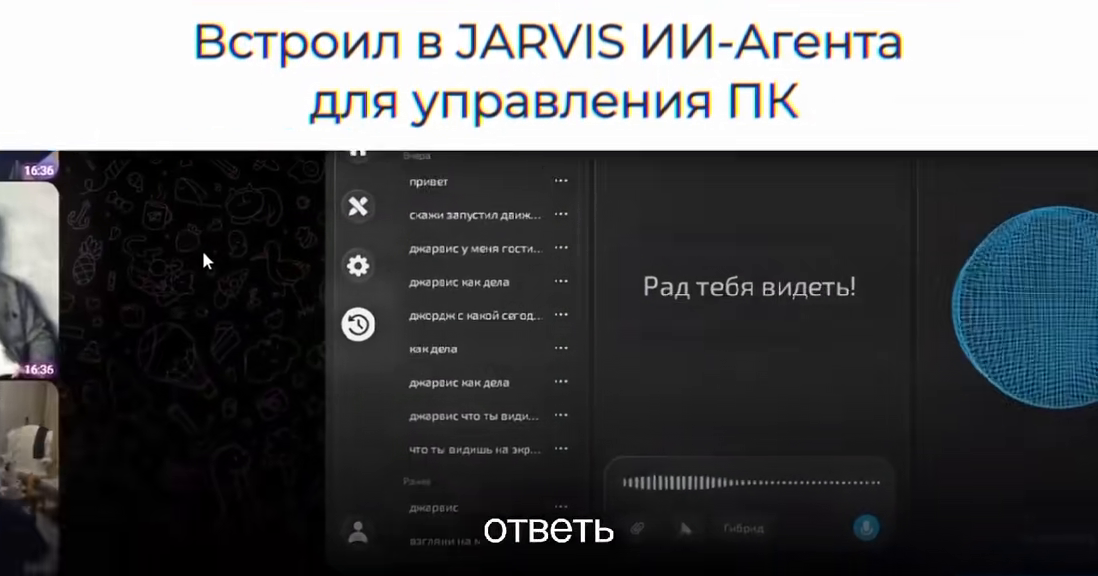 Встроил в JARVIS ИИ-Агента
для управления ПК
16:36
16:36
Вчера
привет
скажи запустил движ...
джарвис у меня гости...
джарвис как дела
джордж с какой сегод...
как дела
джарвис как дела
джарвис что ты види...
что ты видишь на экр...
Ранее
джарвис
взгляни на
Рад тебя видеть!
Гибрид
ответь